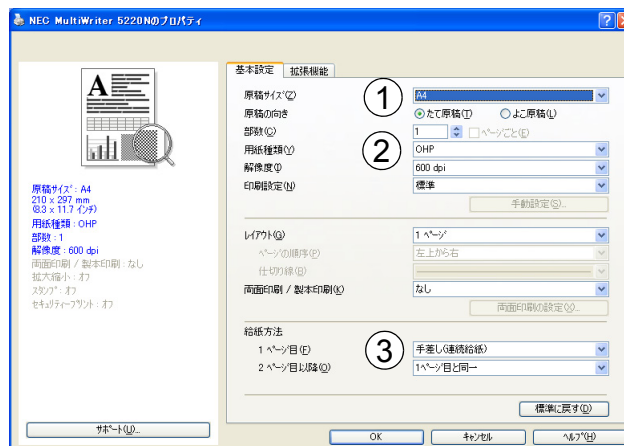 NEC MultiWriter 5220Nのプロパティ
基本設定 拡張機能
A
原稿サイズ : A4
210 x 297 mm
(8.3 x 11.7 インチ)
用紙種類 : OHP
部数 : 1
解像度 : 600 dpi
両面印刷 / 製本印刷 : なし
拡大縮小 : オフ
スタンプ : オフ
セキュリティープリント : オフ
サポート(U)...
原稿サイズ(Z) ① A4
原稿の向き たて原稿(T) よこ原稿(L)
部数(C) 1 ページごと(E)
用紙種類(Y) ② OHP
解像度(I) 600 dpi
印刷設定(N) 標準
手動設定(S)...
レイアウト(G) 1 ページ
ページの順序(P) 左上から右
仕切り線(B)
両面印刷 / 製本印刷(K) なし
両面印刷の設定(X)...
給紙方法
1 ページ目(F) ③ 手差し(連続給紙)
2 ページ目以降(O) 1ページ目と同一
標準に戻す(D)
OK キャンセル ヘルプ(H)